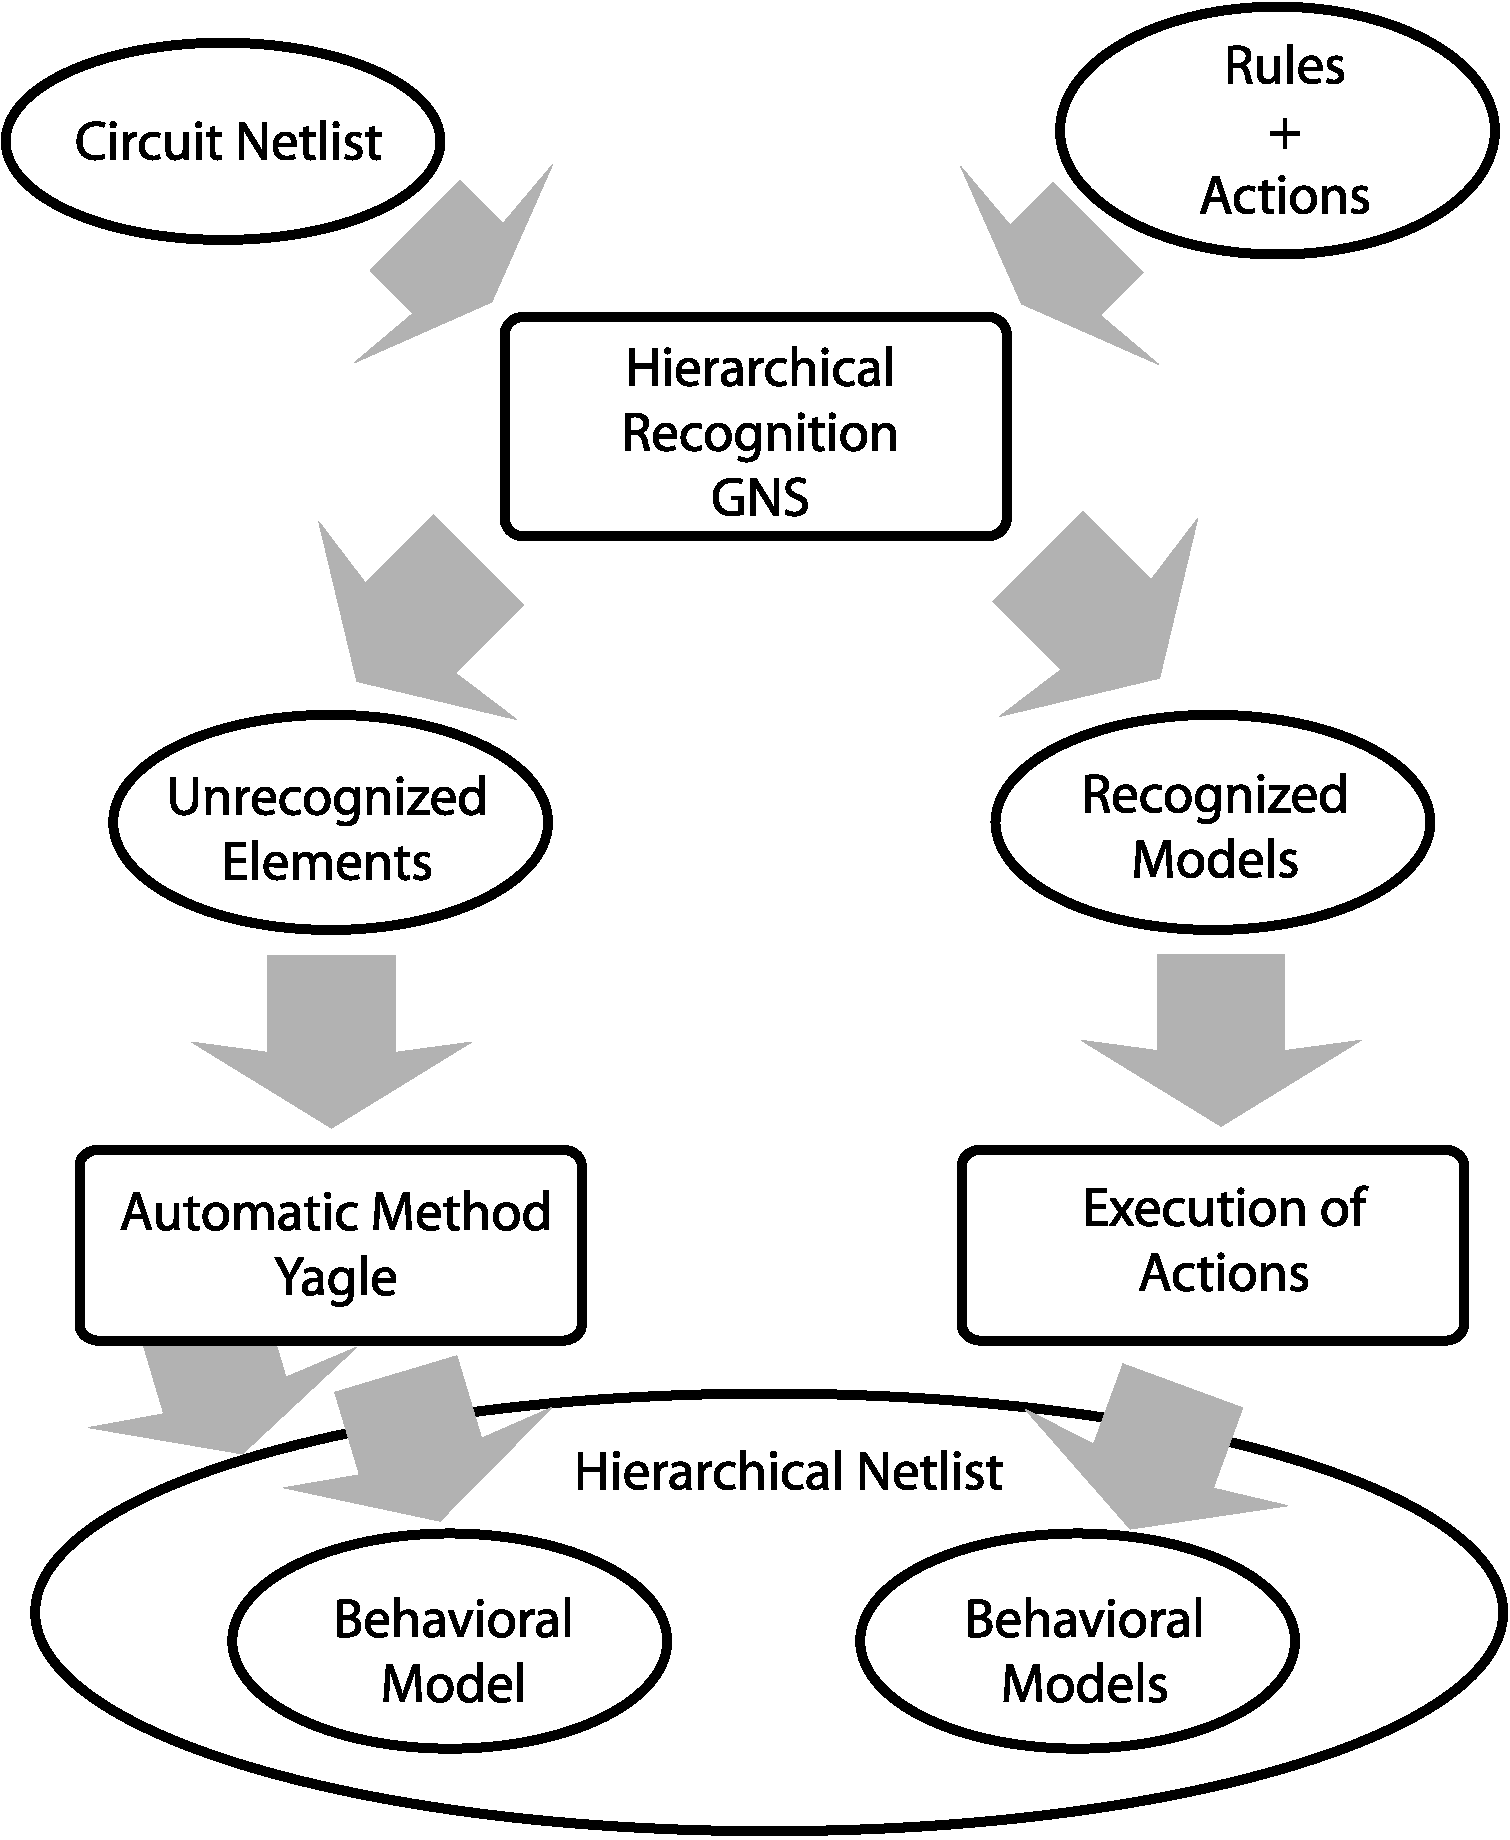 Circuit Netlist
Rules
+
Actions
Hierarchical
Recognition
GNS
Unrecognized
Elements
Recognized
Models
Automatic Method
Yagle
Execution of
Actions
Hierarchical Netlist
Behavioral
Model
Behavioral
Models